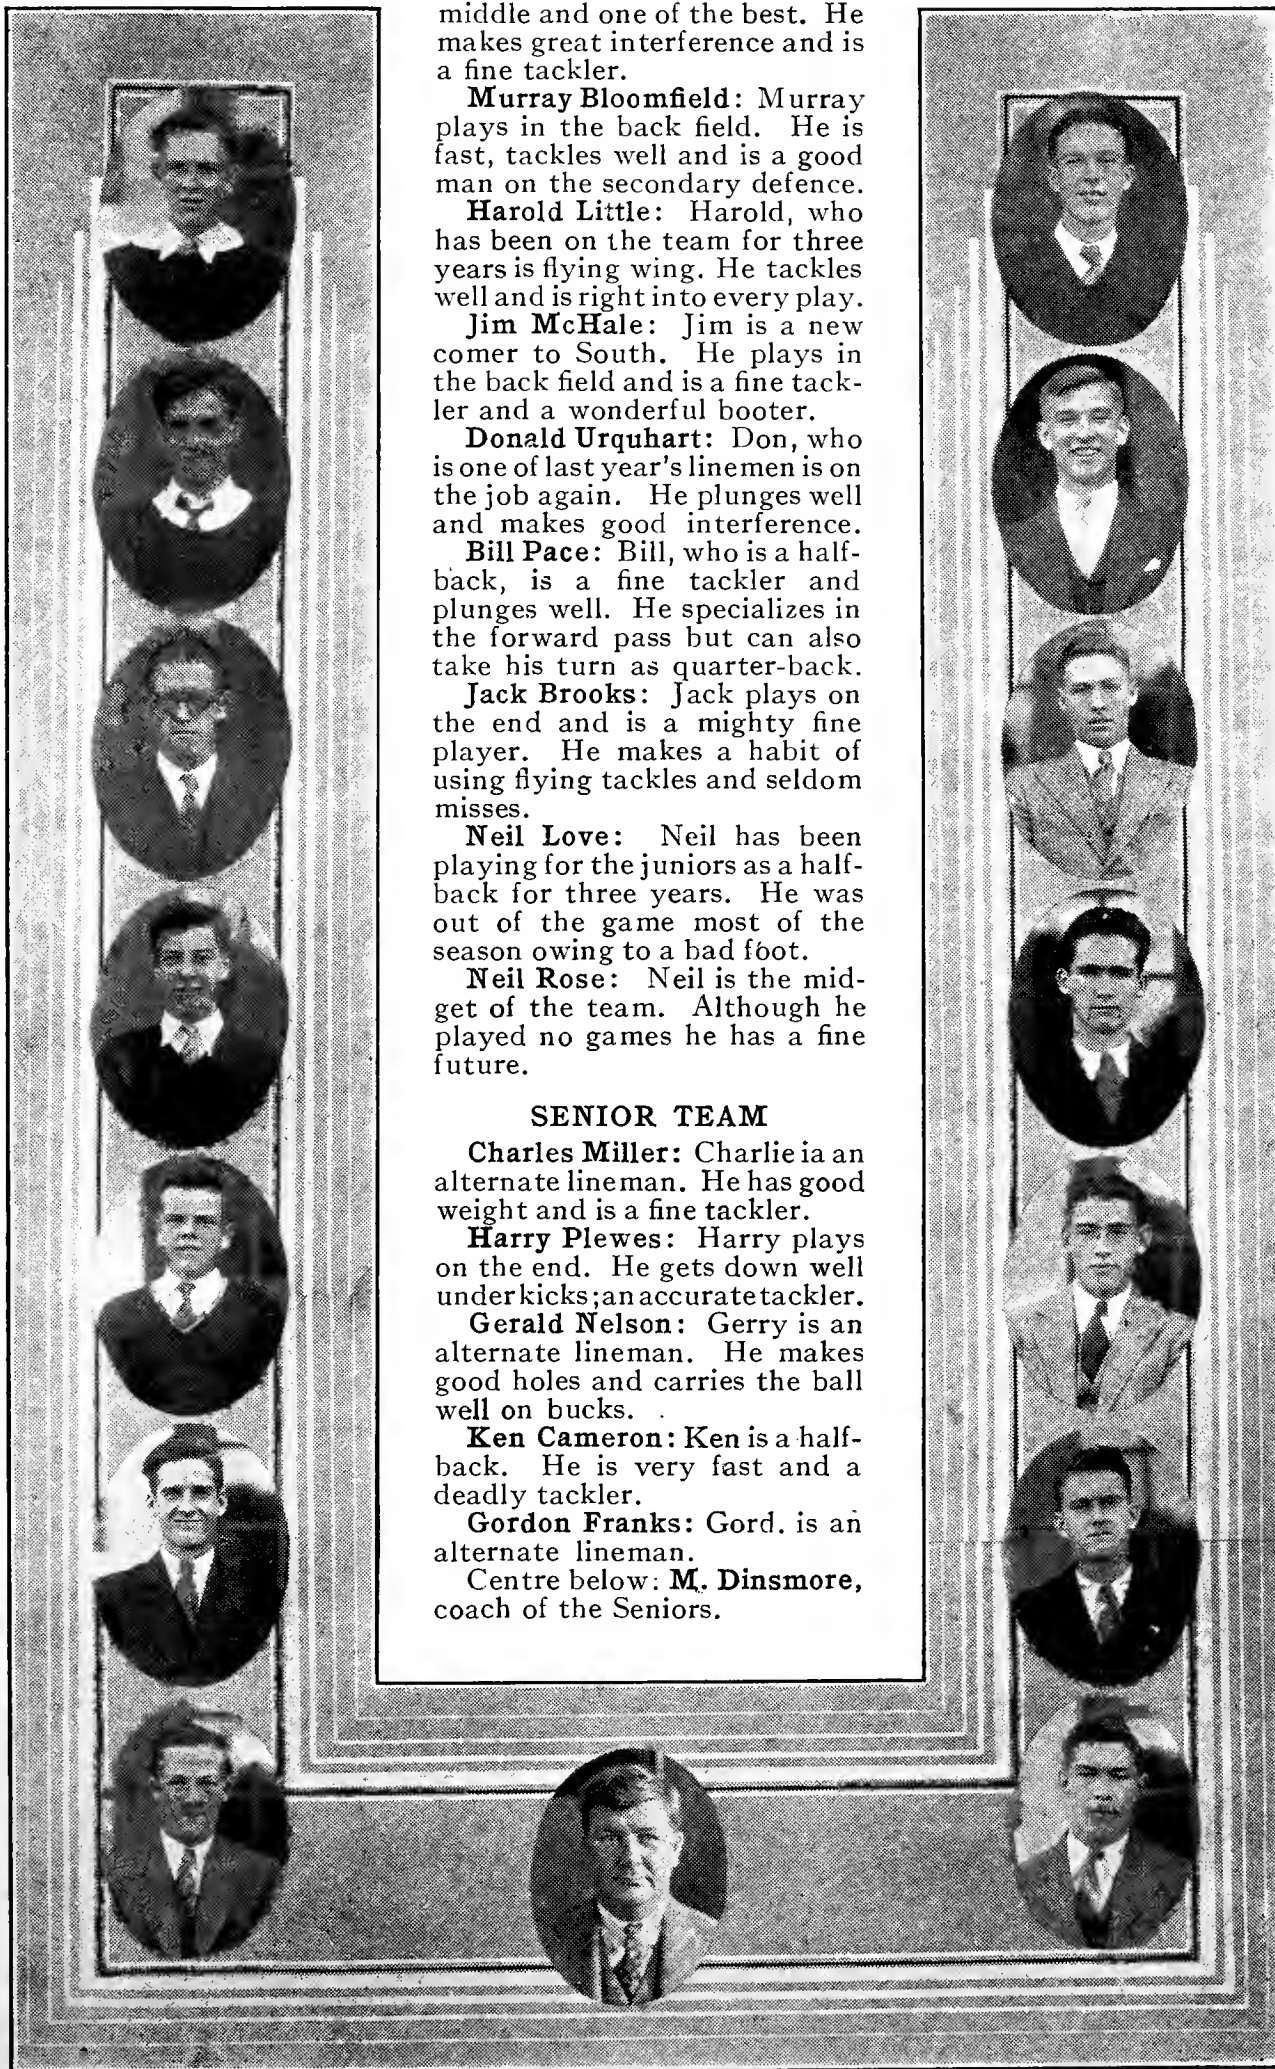 middle and one of the best. He
makes great interference and is
a fine tackler.
Murray Bloomfield: Murray
plays in the back field. He is
fast, tackles well and is a good
man on the secondary defence.
Harold Little: Harold, who
has been on the team for three
years is flying wing. He tackles
well and is right into every play.
Jim McHale: Jim is a new
comer to South. He plays in
the back field and is a fine tack-
ler and a wonderful booter.
Donald Urquhart: Don, who
is one of last year's linemen is on
the job again. He plunges well
and makes good interference.
Bill Pace: Bill, who is a half-
back, is a fine tackler and
plunges well. He specializes in
the forward pass but can also
take his turn as quarter-back.
Jack Brooks: Jack plays on
the end and is a mighty fine
player. He makes a habit of
using flying tackles and seldom
misses.
Neil Love: Neil has been
playing for the juniors as a half-
back for three years. He was
out of the game most of the
season owing to a bad foot.
Neil Rose: Neil is the mid-
get of the team. Although he
played no games he has a fine
future.
SENIOR TEAM
Charles Miller: Charlie ia an
alternate lineman. He has good
weight and is a fine tackler.
Harry Plewes: Harry plays
on the end. He gets down well
under kicks; an accurate tackler.
Gerald Nelson: Gerry is an
alternate lineman. He makes
good holes and carries the ball
well on bucks.
Ken Cameron: Ken is a half-
back. He is very fast and a
deadly tackler.
Gordon Franks: Gord. is an
alternate lineman.
Centre below: M. Dinsmore,
coach of the Seniors.